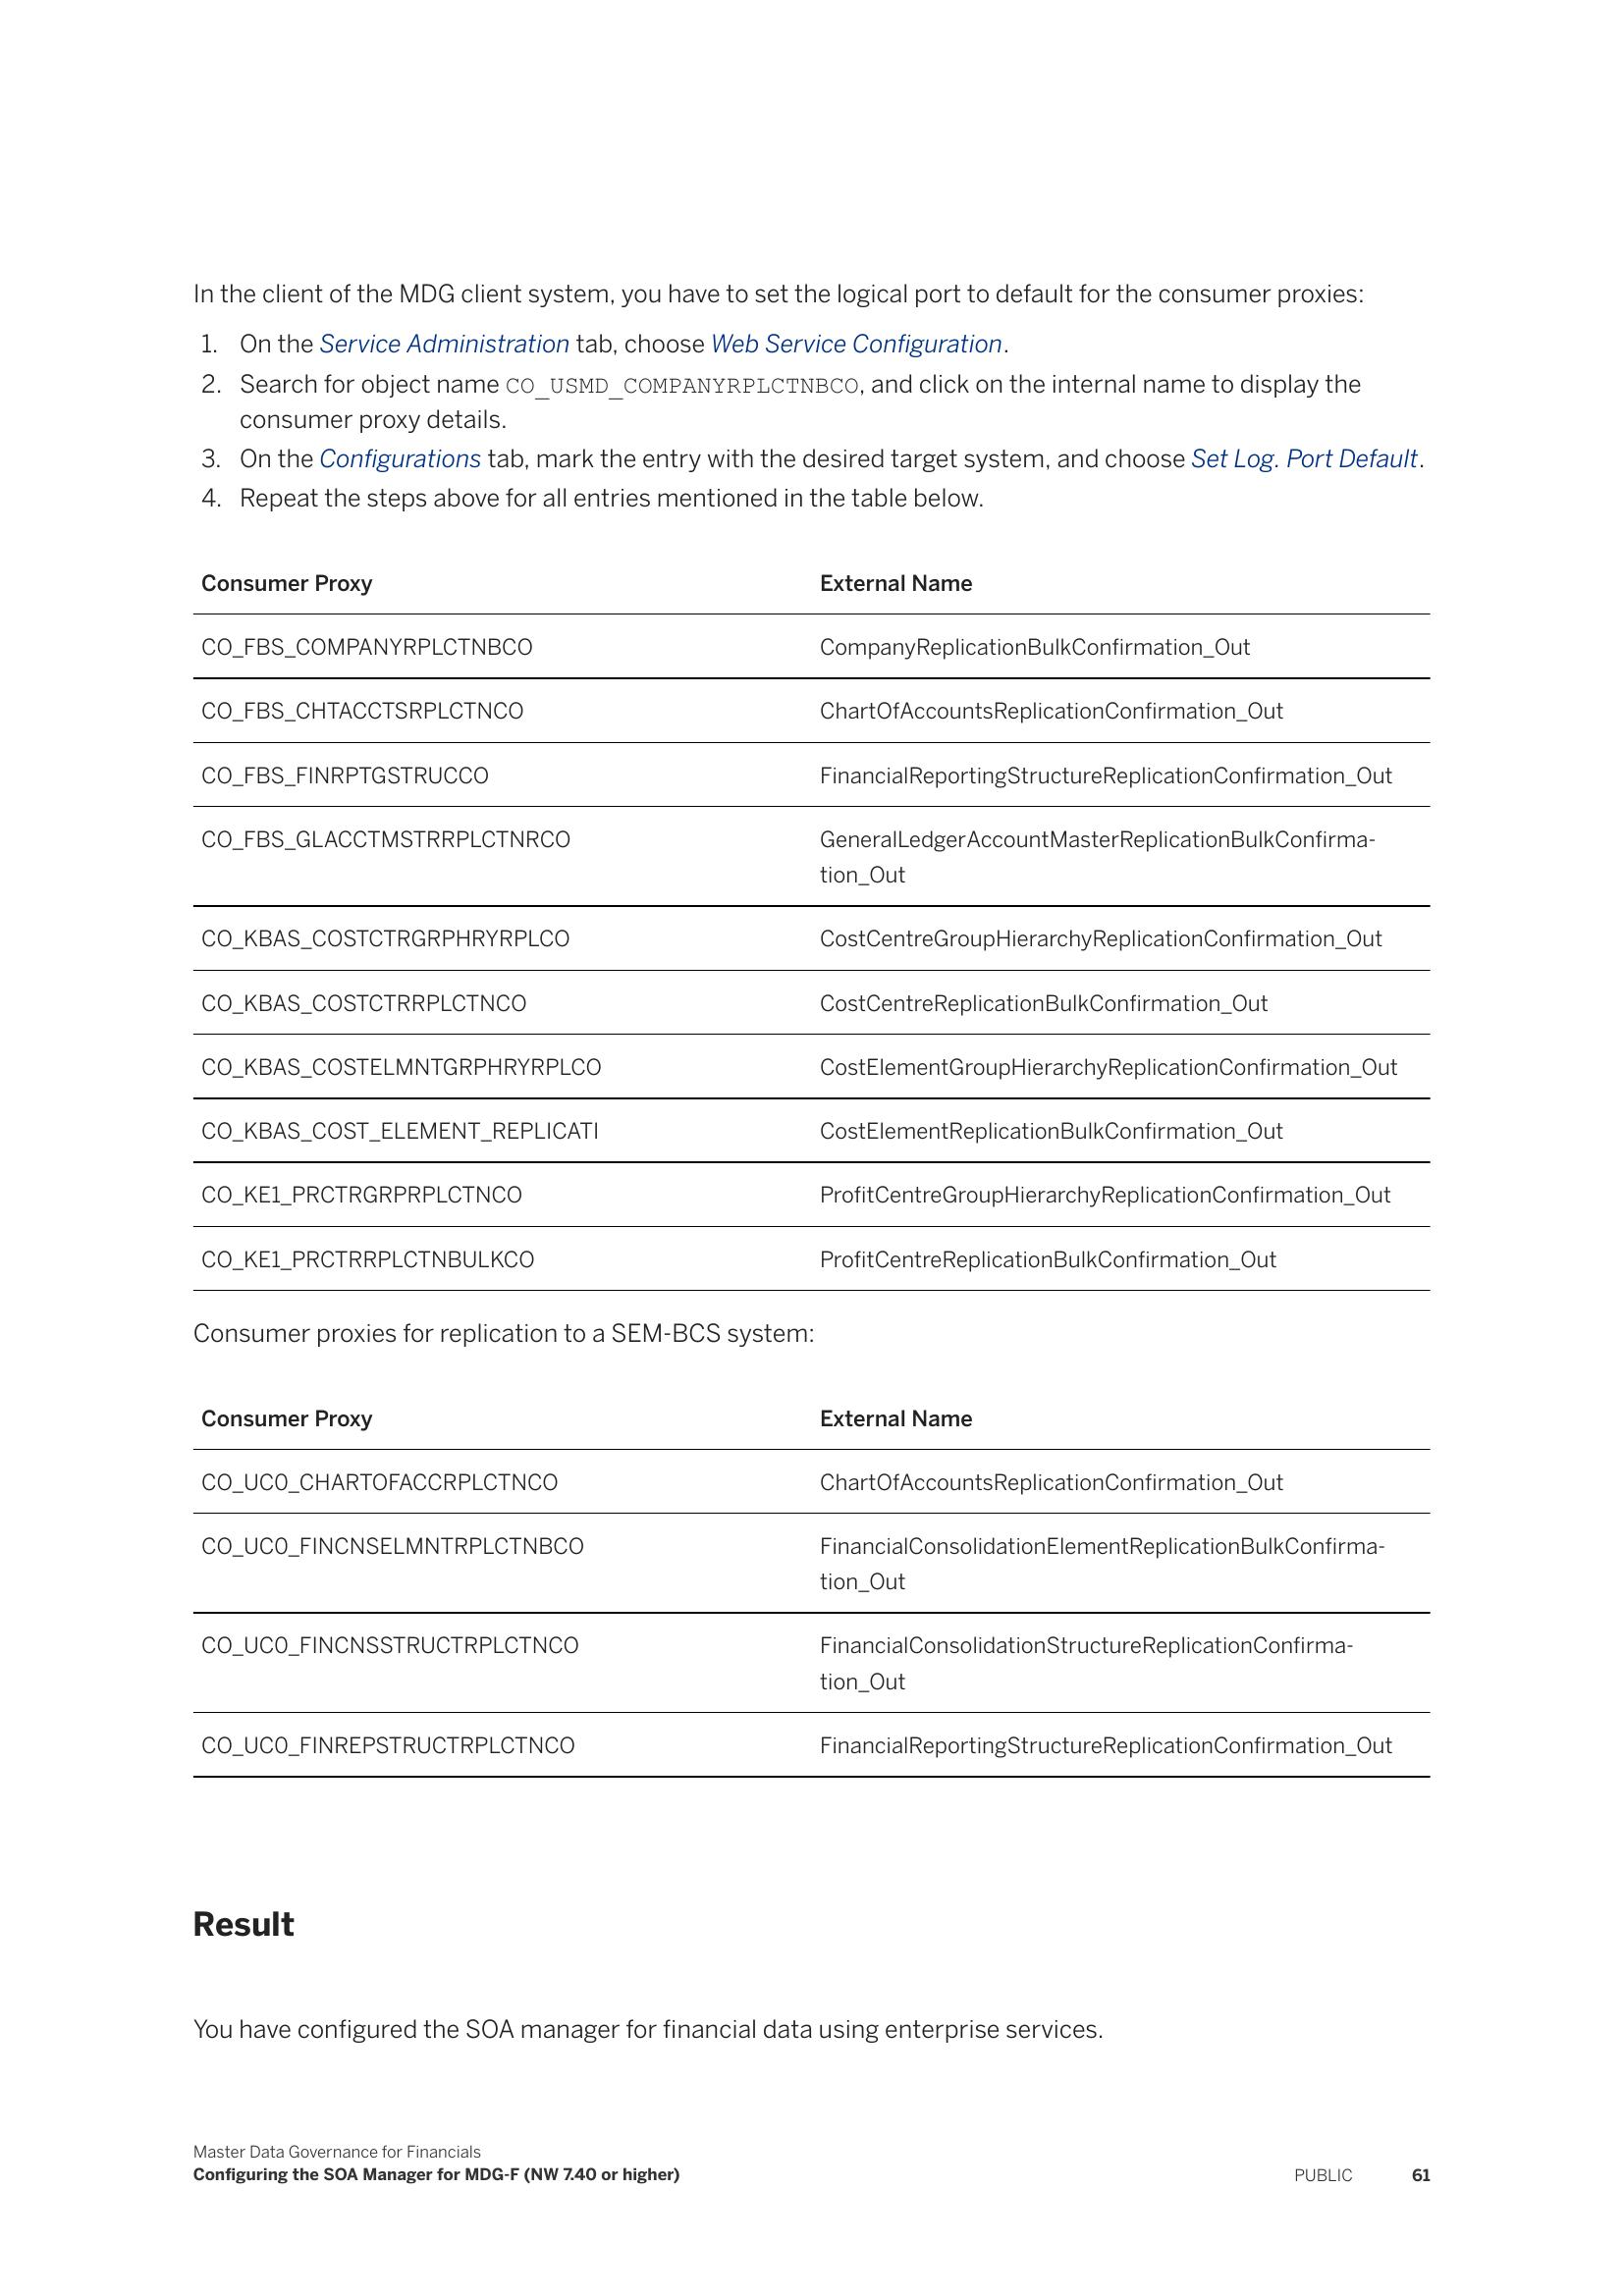 In the client of the MDG client system, you have to set the logical port to default for the consumer proxies:
1. On the Service Administration tab, choose Web Service Configuration.
2. Search for object name CO_USMD_COMPANYRPLCTNBCO, and click on the internal name to display the
consumer proxy details.
3. On the Configurations tab, mark the entry with the desired target system, and choose Set Log. Port Default.
4. Repeat the steps above for all entries mentioned in the table below.
Consumer Proxy External Name
CO_FBS_COMPANYRPLCTNBCO CompanyReplicationBulkConfirmation_Out
CO_FBS_CHTACCTSRPLCTNCO ChartOfAccountsReplicationConfirmation_Out
CO_FBS_FINRPTGSTRUCCO FinancialReportingStructureReplicationConfirmation_Out
CO_FBS_GLACCTMSTRRPLCTNRCO GeneralLedgerAccountMasterReplicationBulkConfirma-
tion_Out
CO_KBAS_COSTCTRGRPHRYRPLCO CostCentreGroupHierarchyReplicationConfirmation_Out
CO_KBAS_COSTCTRRPLCTNCO CostCentreReplicationBulkConfirmation_Out
CO_KBAS_COSTELMNTGRPHRYRPLCO CostElementGroupHierarchyReplicationConfirmation_Out
CO_KBAS_COST_ELEMENT_REPLICATI CostElementReplicationBulkConfirmation_Out
CO_KE1_PRCTRGRPRPLCTNCO ProfitCentreGroupHierarchyReplicationConfirmation_Out
CO_KE1_PRCTRRPLCTNBULKCO ProfitCentreReplicationBulkConfirmation_Out
Consumer proxies for replication to a SEM-BCS system:
Consumer Proxy External Name
CO_UC0_CHARTOFACCRPLCTNCO ChartOfAccountsReplicationConfirmation_Out
CO_UC0_FINCNSELMNTRPLCTNBCO FinancialConsolidationElementReplicationBulkConfirma-
tion_Out
CO_UC0_FINCNSSTRUCTRPLCTNCO FinancialConsolidationStructureReplicationConfirma-
tion_Out
CO_UC0_FINREPSTRUCTRPLCTNCO FinancialReportingStructureReplicationConfirmation_Out
Result
You have configured the SOA manager for financial data using enterprise services.
Master Data Governance for Financials
Configuring the SOA Manager for MDG-F (NW 7.40 or higher) PUBLIC 61